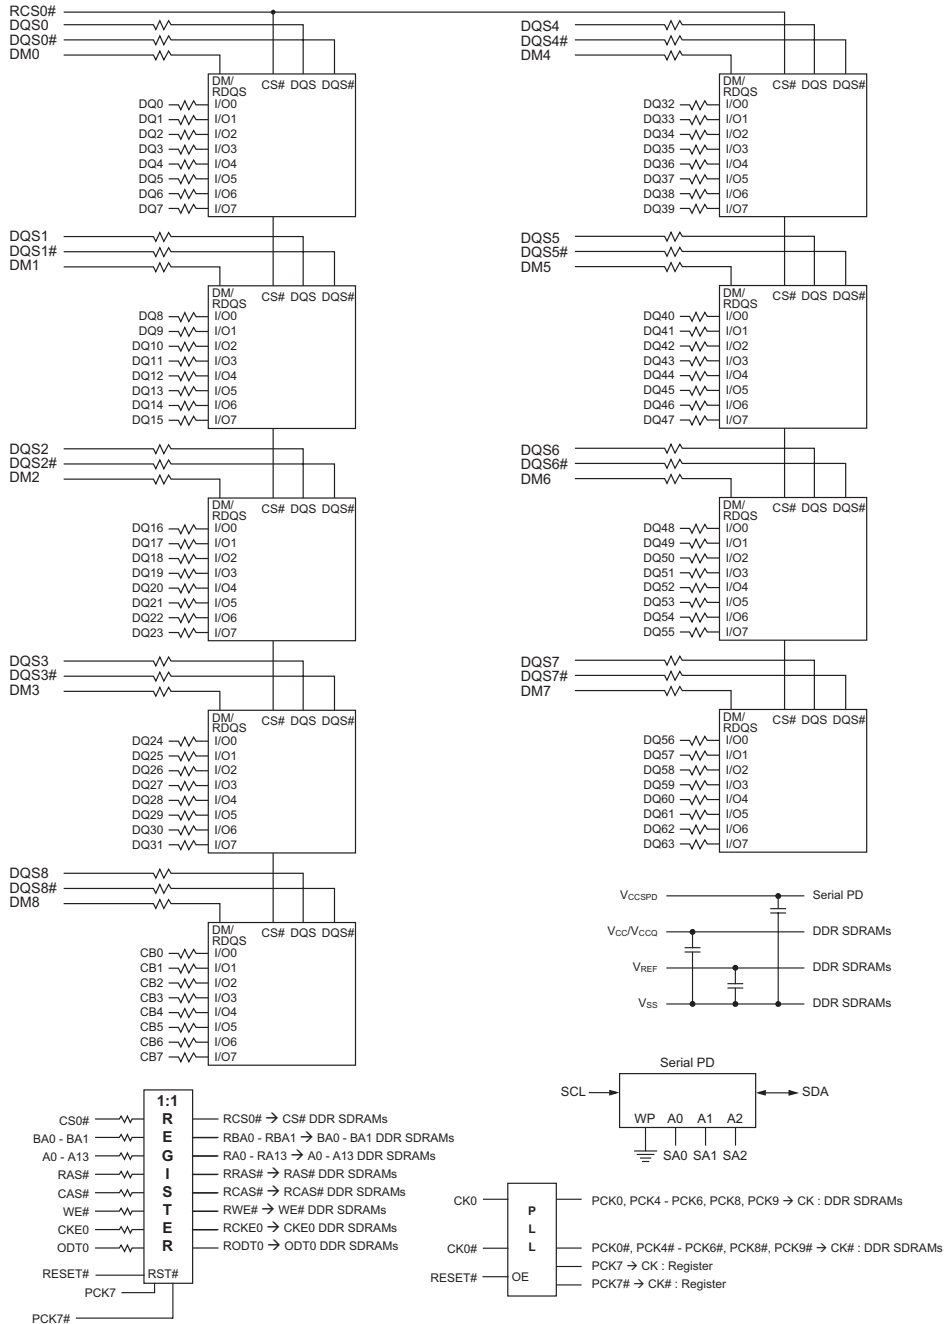 RCS0#
DQS0
DQS0#
DM0
DM/
RDQS
CS# DQS DQS#
DQ0 I/O0
DQ1 I/O1
DQ2 I/O2
DQ3 I/O3
DQ4 I/O4
DQ5 I/O5
DQ6 I/O6
DQ7 I/O7
DQS1
DQS1#
DM1
DM/
RDQS
CS# DQS DQS#
DQ8 I/O0
DQ9 I/O1
DQ10 I/O2
DQ11 I/O3
DQ12 I/O4
DQ13 I/O5
DQ14 I/O6
DQ15 I/O7
DQS2
DQS2#
DM2
DM/
RDQS
CS# DQS DQS#
DQ16 I/O0
DQ17 I/O1
DQ18 I/O2
DQ19 I/O3
DQ20 I/O4
DQ21 I/O5
DQ22 I/O6
DQ23 I/O7
DQS3
DQS3#
DM3
DM/
RDQS
CS# DQS DQS#
DQ24 I/O0
DQ25 I/O1
DQ26 I/O2
DQ27 I/O3
DQ28 I/O4
DQ29 I/O5
DQ30 I/O6
DQ31 I/O7
DQS8
DQS8#
DM8
DM/
RDQS
CS# DQS DQS#
CB0 I/O0
CB1 I/O1
CB2 I/O2
CB3 I/O3
CB4 I/O4
CB5 I/O5
CB6 I/O6
CB7 I/O7
DQS4
DQS4#
DM4
DM/
RDQS
CS# DQS DQS#
DQ32 I/O0
DQ33 I/O1
DQ34 I/O2
DQ35 I/O3
DQ36 I/O4
DQ37 I/O5
DQ38 I/O6
DQ39 I/O7
DQS5
DQS5#
DM5
DM/
RDQS
CS# DQS DQS#
DQ40 I/O0
DQ41 I/O1
DQ42 I/O2
DQ43 I/O3
DQ44 I/O4
DQ45 I/O5
DQ46 I/O6
DQ47 I/O7
DQS6
DQS6#
DM6
DM/
RDQS
CS# DQS DQS#
DQ48 I/O0
DQ49 I/O1
DQ50 I/O2
DQ51 I/O3
DQ52 I/O4
DQ53 I/O5
DQ54 I/O6
DQ55 I/O7
DQS7
DQS7#
DM7
DM/
RDQS
CS# DQS DQS#
DQ56 I/O0
DQ57 I/O1
DQ58 I/O2
DQ59 I/O3
DQ60 I/O4
DQ61 I/O5
DQ62 I/O6
DQ63 I/O7
VCCSPD Serial PD
VCC/VCCQ DDR SDRAMs
VREF DDR SDRAMs
VSS DDR SDRAMs
Serial PD
SCL SDA
WP A0 A1 A2
SA0 SA1 SA2
1:1
REGISTER
CS0# RCS0# → CS# DDR SDRAMs
BA0 - BA1 RBA0 - RBA1 → BA0 - BA1 DDR SDRAMs
A0 - A13 RA0 - RA13 → A0 - A13 DDR SDRAMs
RAS# RRAS# → RAS# DDR SDRAMs
CAS# RCAS# → RCAS# DDR SDRAMs
WE# RWE# → WE# DDR SDRAMs
CKE0 RCKE0 → CKE0 DDR SDRAMs
ODT0 RODT0 → ODT0 DDR SDRAMs
RESET# RST#
PCK7
PCK7#
PLL
CK0 PCK0, PCK4 - PCK6, PCK8, PCK9 → CK : DDR SDRAMs
CK0# PCK0#, PCK4# - PCK6#, PCK8#, PCK9# → CK# : DDR SDRAMs
PCK7 → CK : Register
RESET# OE
PCK7# → CK# : Register